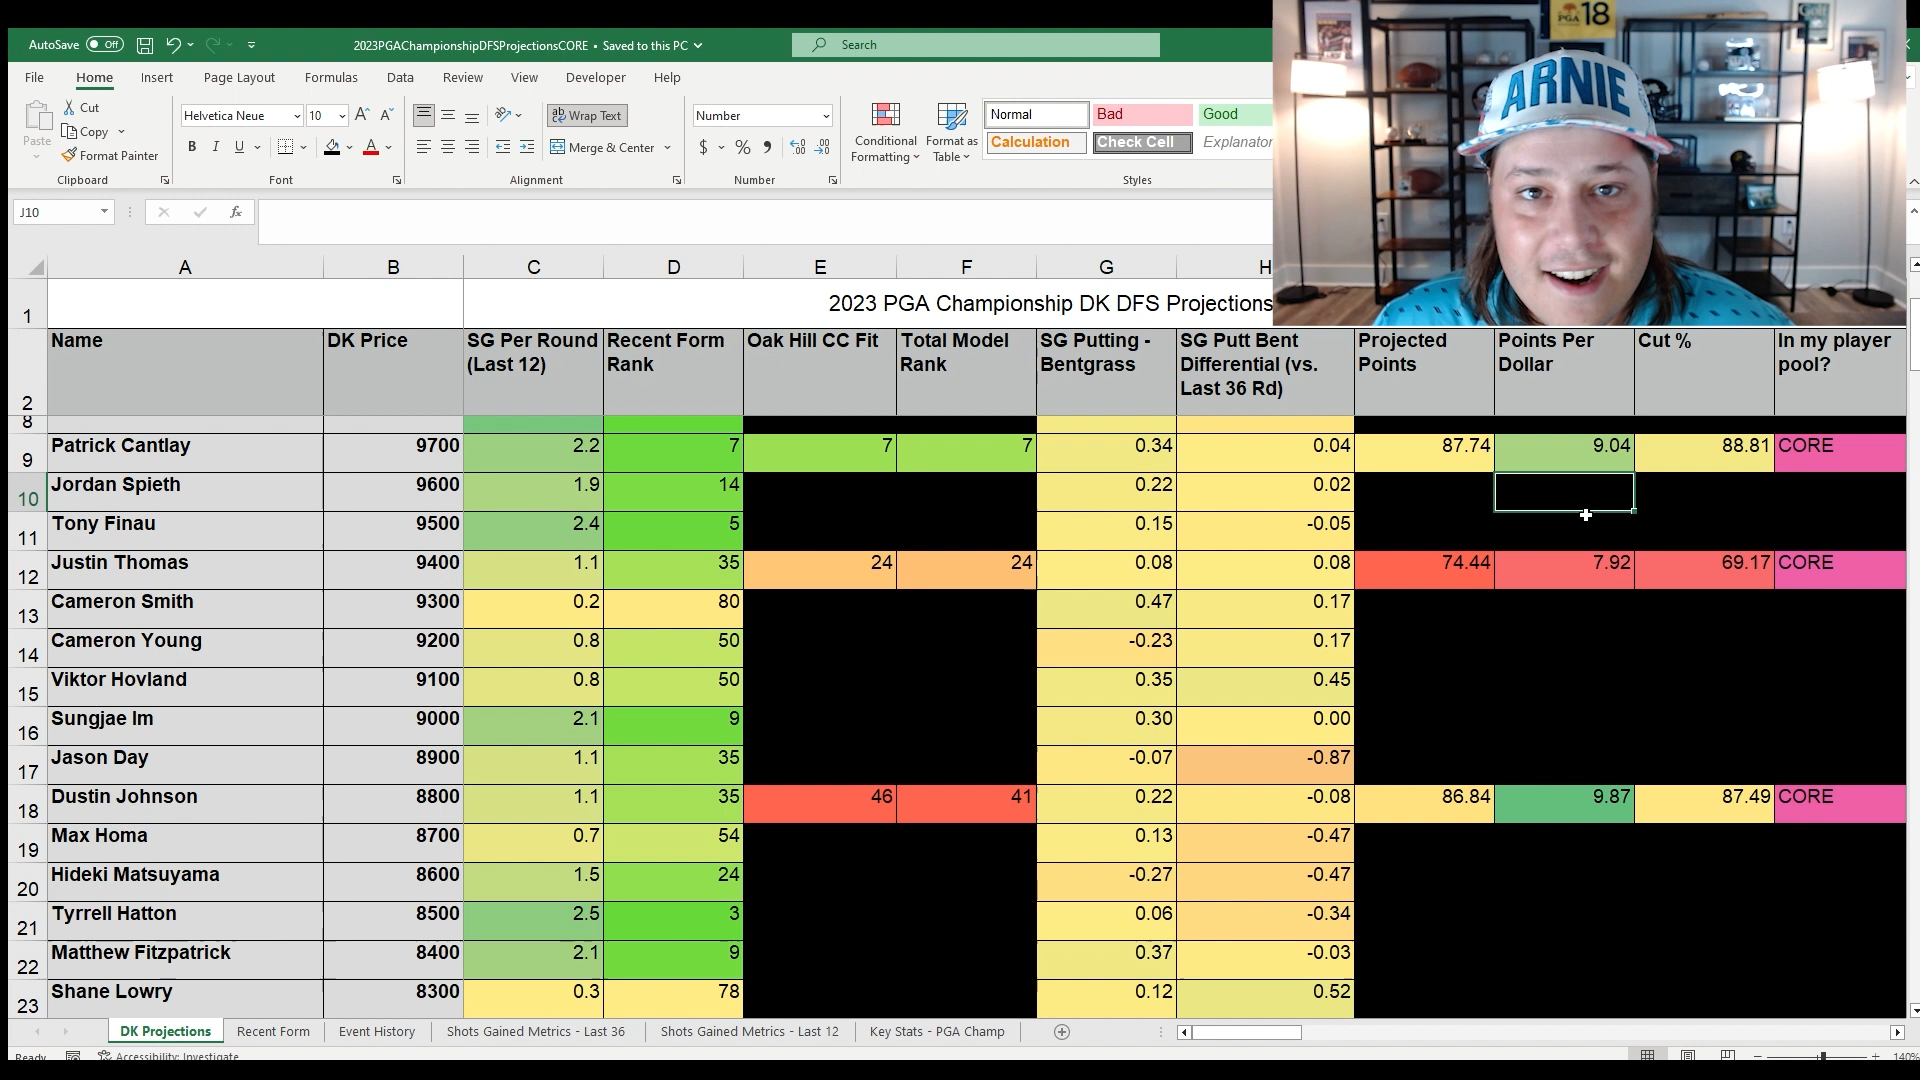 AutoSave Off 2023PGAChampionshipDFSProjectionsCORE • Saved to this PC Search
PGA 18
ARNIE
File Home Insert Page Layout Formulas Data Review View Developer Help
Paste Cut Copy Format Painter
Helvetica Neue 10
B I U
Wrap Text
Merge & Center
Number
$ %
Conditional Formatting
Format as Table
Normal Bad Good
Calculation Check Cell Explanator
Clipboard Font Alignment Number Styles
J10 fx
A B C D E F G H
1 2023 PGA Championship DK DFS Projections
2 Name DK Price SG Per Round (Last 12) Recent Form Rank Oak Hill CC Fit Total Model Rank SG Putting - Bentgrass SG Putt Bent Differential (vs. Last 36 Rd) Projected Points Points Per Dollar Cut % In my player pool?
8
9 Patrick Cantlay 9700 2.2 7 7 7 0.34 0.04 87.74 9.04 88.81 CORE
10 Jordan Spieth 9600 1.9 14 0.22 0.02
11 Tony Finau 9500 2.4 5 0.15 -0.05
12 Justin Thomas 9400 1.1 35 24 24 0.08 0.08 74.44 7.92 69.17 CORE
13 Cameron Smith 9300 0.2 80 0.47 0.17
14 Cameron Young 9200 0.8 50 -0.23 0.17
15 Viktor Hovland 9100 0.8 50 0.35 0.45
16 Sungjae Im 9000 2.1 9 0.30 0.00
17 Jason Day 8900 1.1 35 -0.07 -0.87
18 Dustin Johnson 8800 1.1 35 46 41 0.22 -0.08 86.84 9.87 87.49 CORE
19 Max Homa 8700 0.7 54 0.13 -0.47
20 Hideki Matsuyama 8600 1.5 24 -0.27 -0.47
21 Tyrrell Hatton 8500 2.5 3 0.06 -0.34
22 Matthew Fitzpatrick 8400 2.1 9 0.37 -0.03
23 Shane Lowry 8300 0.3 78 0.12 0.52
DK Projections Recent Form Event History Shots Gained Metrics - Last 36 Shots Gained Metrics - Last 12 Key Stats - PGA Champ
Ready Accessibility: Investigate 140%